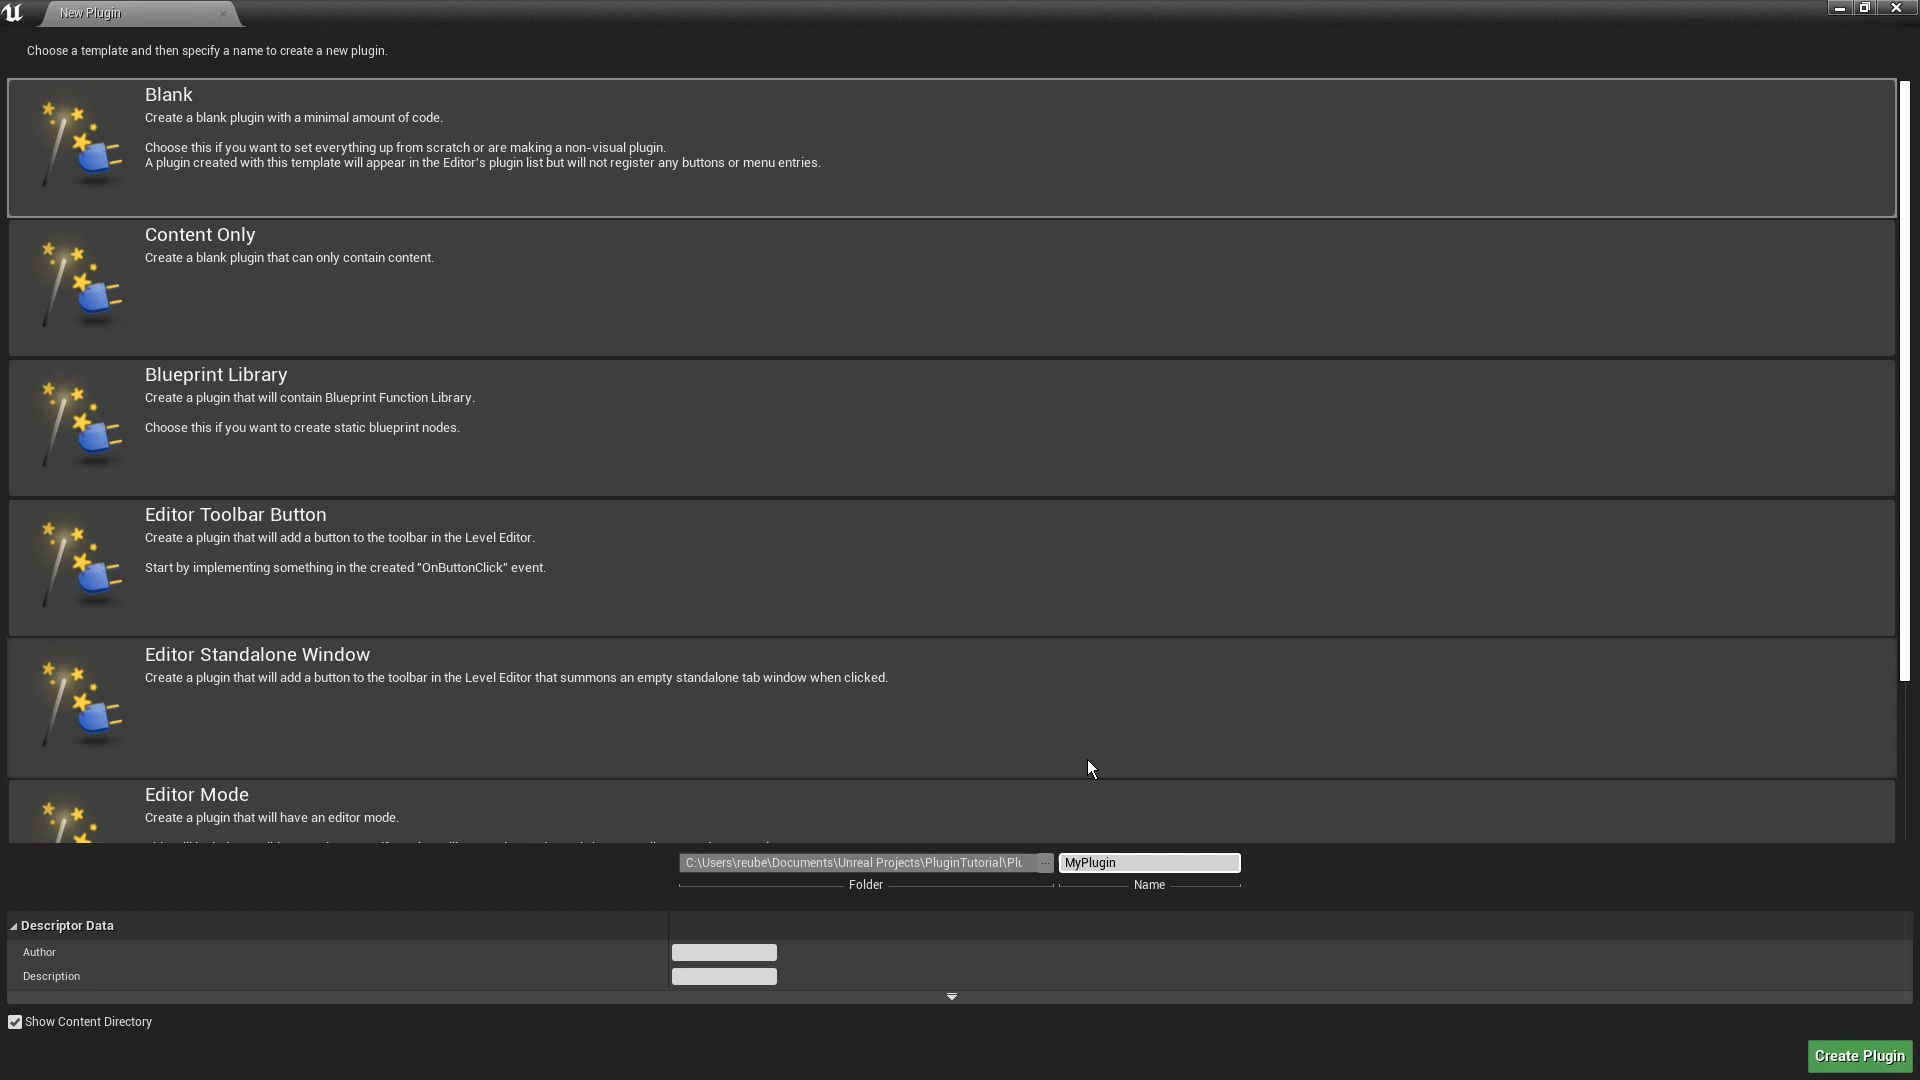 New Plugin
Choose a template and then specify a name to create a new plugin.
Blank
Create a blank plugin with a minimal amount of code.
Choose this if you want to set everything up from scratch or are making a non-visual plugin.
A plugin created with this template will appear in the Editor's plugin list but will not register any buttons or menu entries.
Content Only
Create a blank plugin that can only contain content.
Blueprint Library
Create a plugin that will contain Blueprint Function Library.
Choose this if you want to create static blueprint nodes.
Editor Toolbar Button
Create a plugin that will add a button to the toolbar in the Level Editor.
Start by implementing something in the created "OnButtonClick" event.
Editor Standalone Window
Create a plugin that will add a button to the toolbar in the Level Editor that summons an empty standalone tab window when clicked.
Editor Mode
Create a plugin that will have an editor mode.
C:\Users\reube\Documents\Unreal Projects\PluginTutorial\Plu ... MyPlugin
Folder Name
Descriptor Data
Author
Description
Show Content Directory
Create Plugin